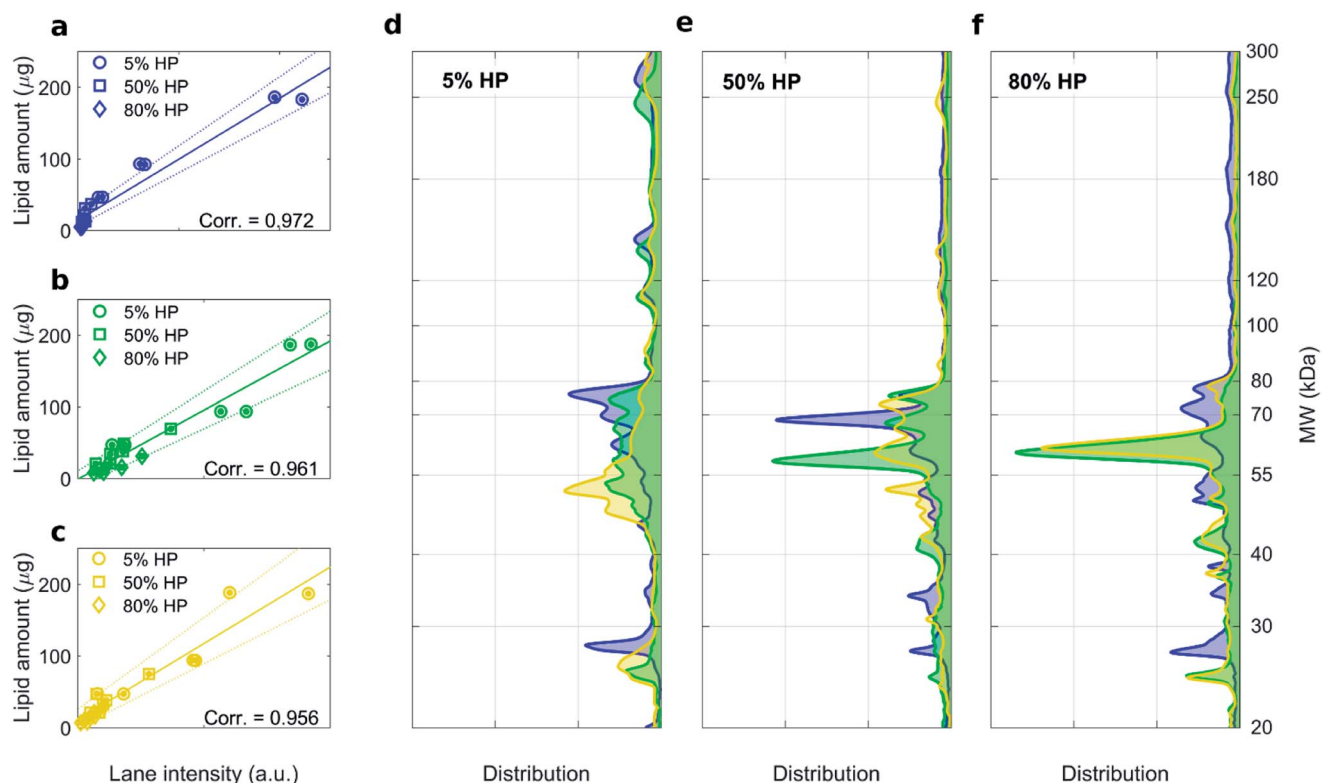 a
Lipid amount (µg)
200
100
0
5% HP
50% HP
80% HP
Corr. = 0,972
b
Lipid amount (µg)
200
100
0
5% HP
50% HP
80% HP
Corr. = 0.961
c
Lipid amount (µg)
200
100
0
5% HP
50% HP
80% HP
Corr. = 0.956
Lane intensity (a.u.)
d
5% HP
Distribution
e
50% HP
Distribution
f
80% HP
Distribution
300
250
180
120
100
80
70
55
40
30
20
MW (kDa)